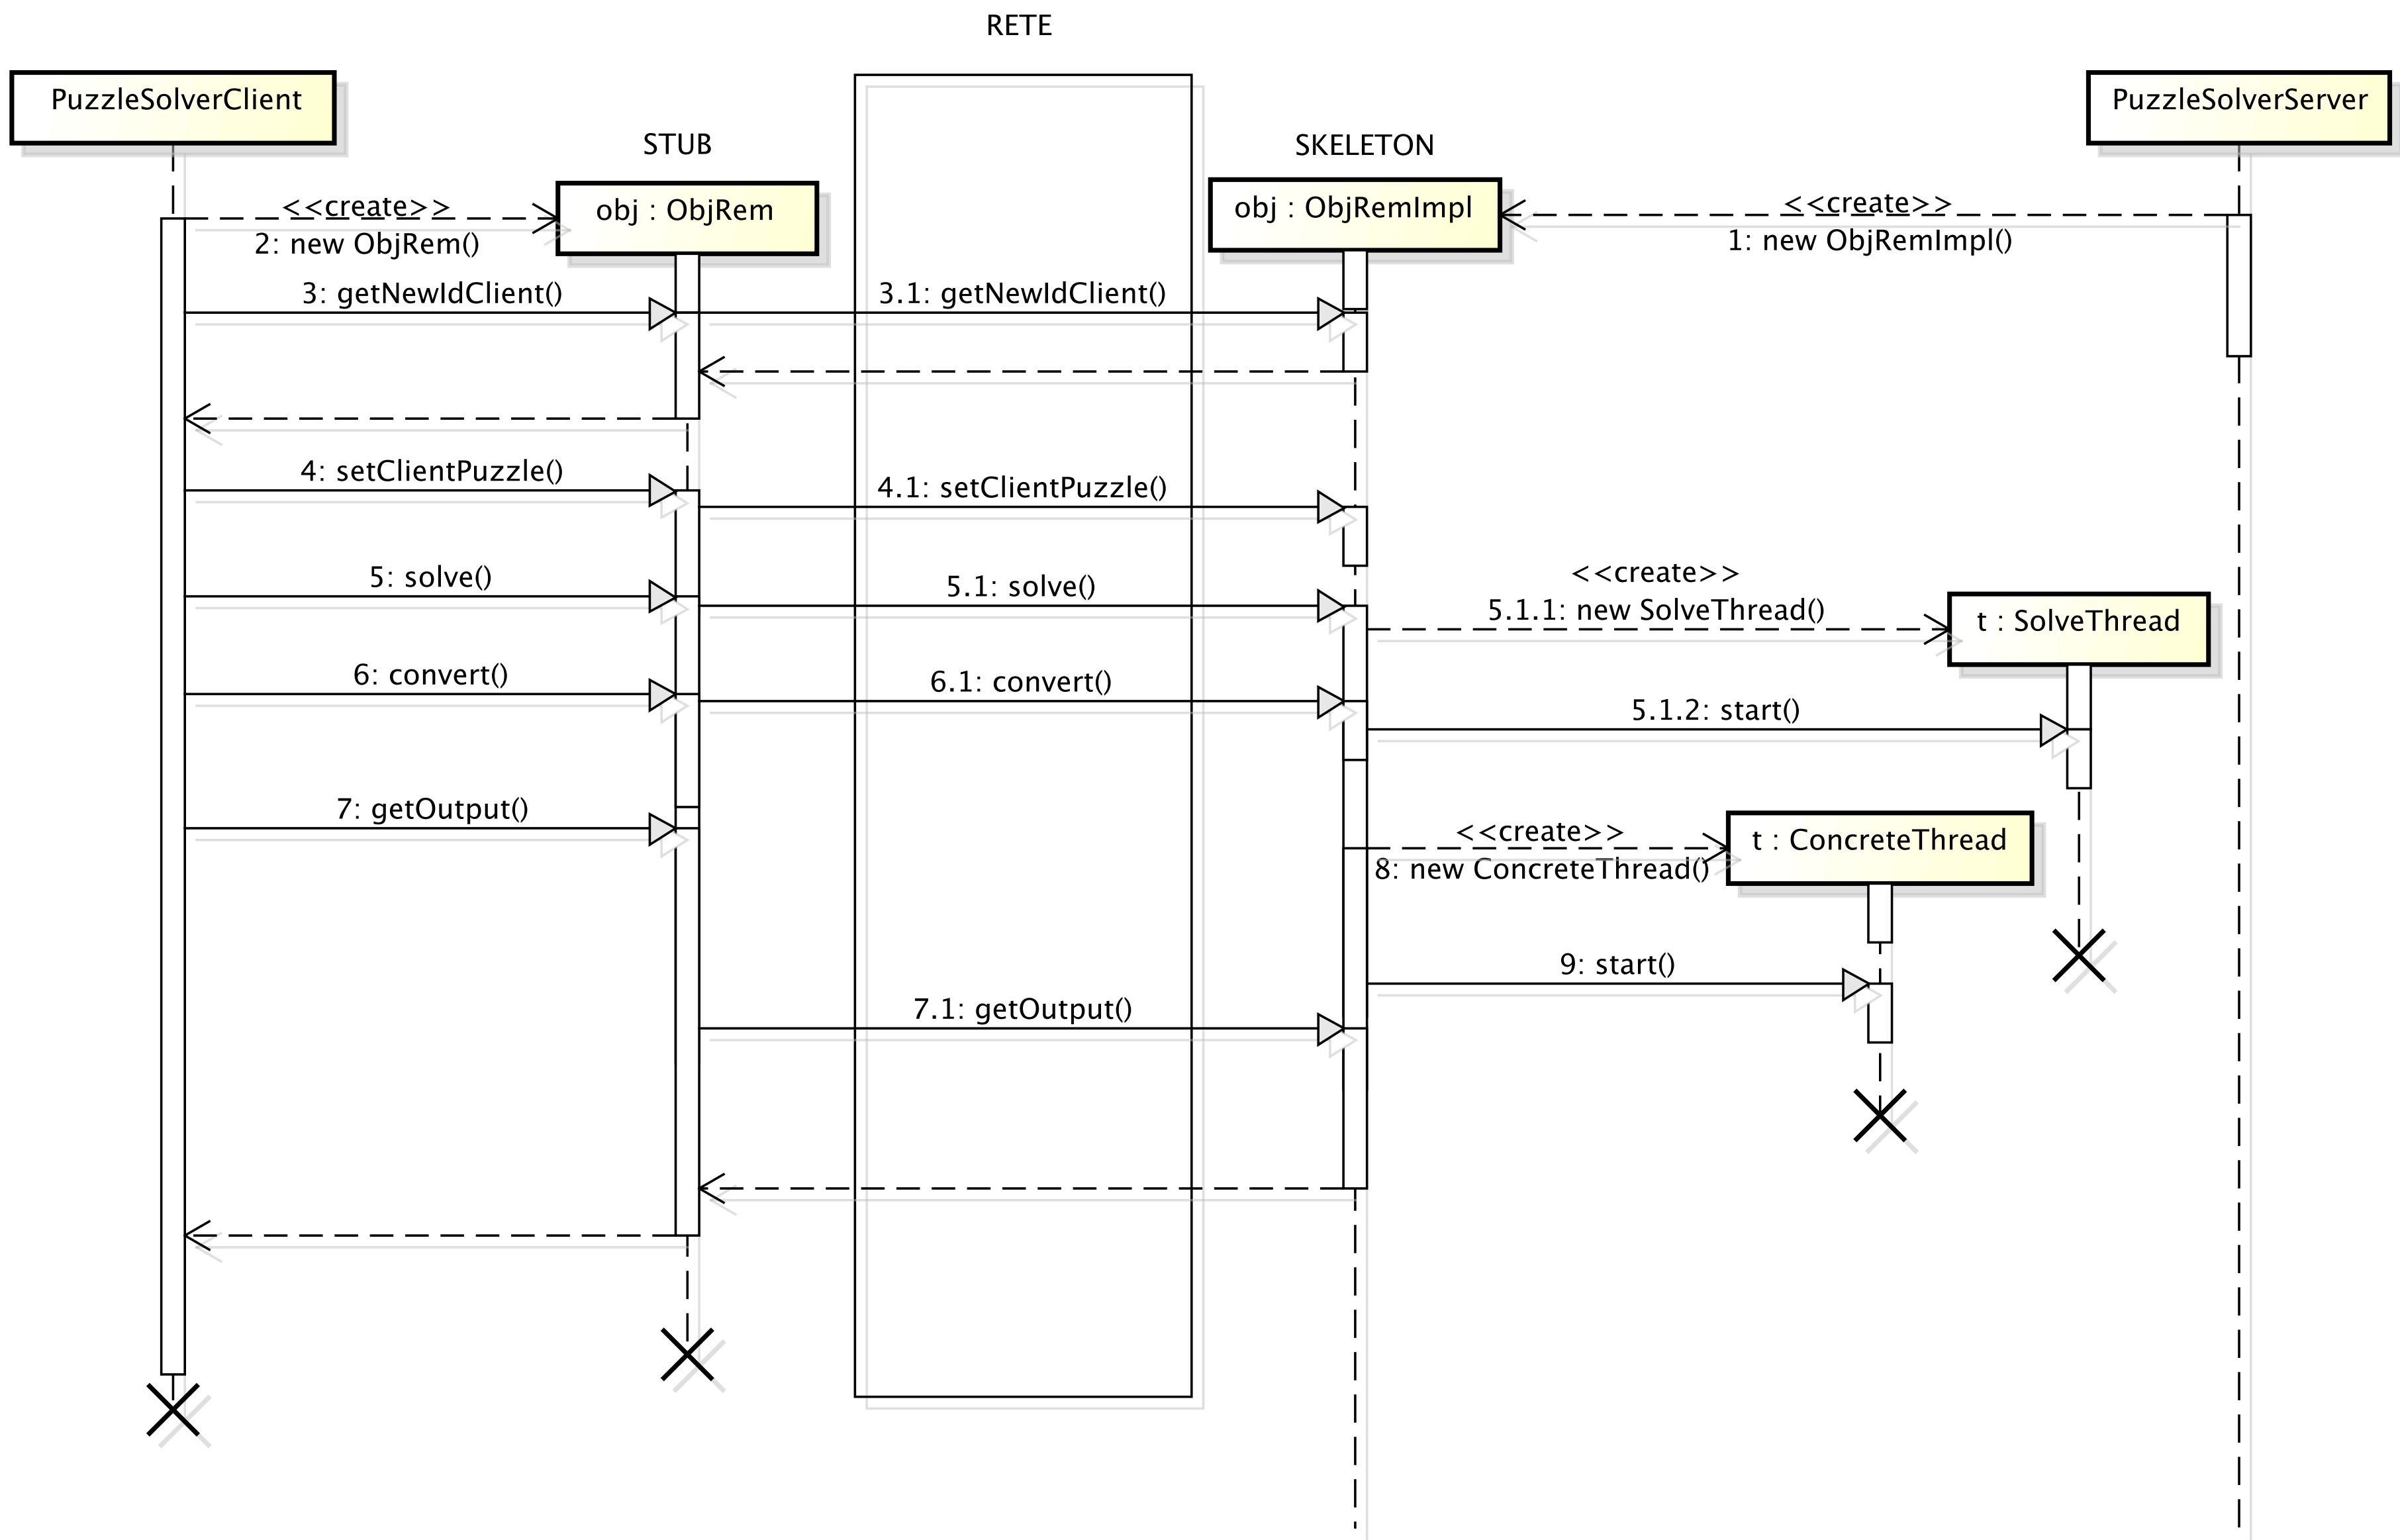 RETE
PuzzleSolverClient
PuzzleSolverServer
STUB
SKELETON
obj : ObjRem
obj : ObjRemImpl
<<create>>
2: new ObjRem()
<<create>>
1: new ObjRemImpl()
3: getNewIdClient()
3.1: getNewIdClient()
4: setClientPuzzle()
4.1: setClientPuzzle()
5: solve()
5.1: solve()
<<create>>
5.1.1: new SolveThread()
t : SolveThread
6: convert()
6.1: convert()
5.1.2: start()
7: getOutput()
<<create>>
8: new ConcreteThread()
t : ConcreteThread
9: start()
7.1: getOutput()